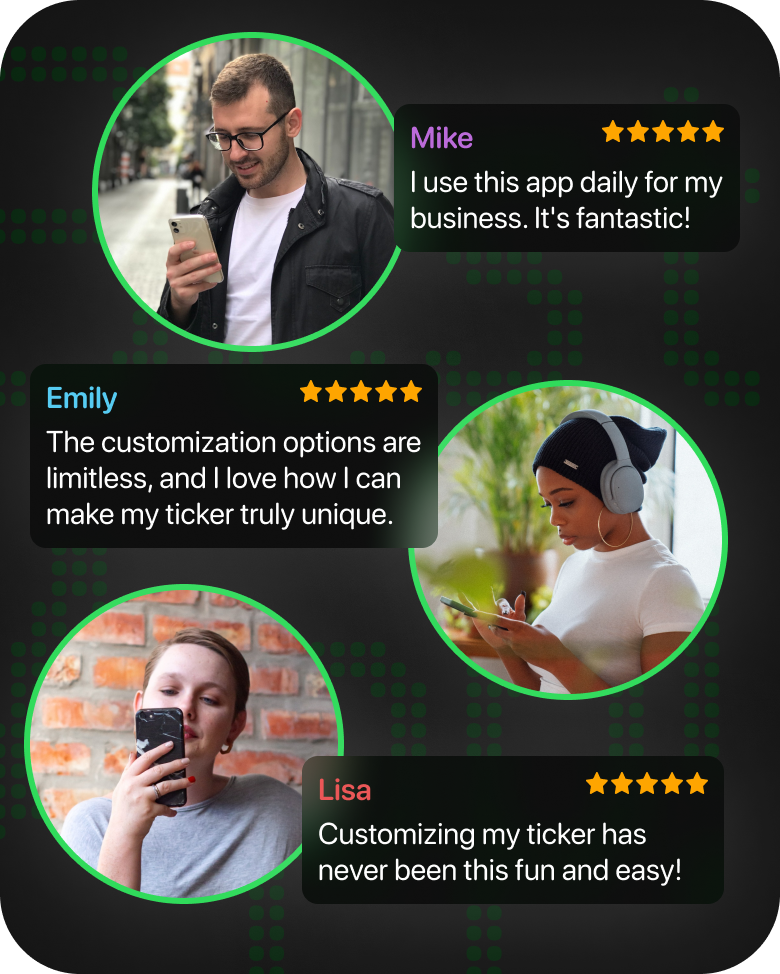 Mike
I use this app daily for my
business. It's fantastic!
Emily
The customization options are
limitless, and I love how I can
make my ticker truly unique.
Lisa
Customizing my ticker has
never been this fun and easy!